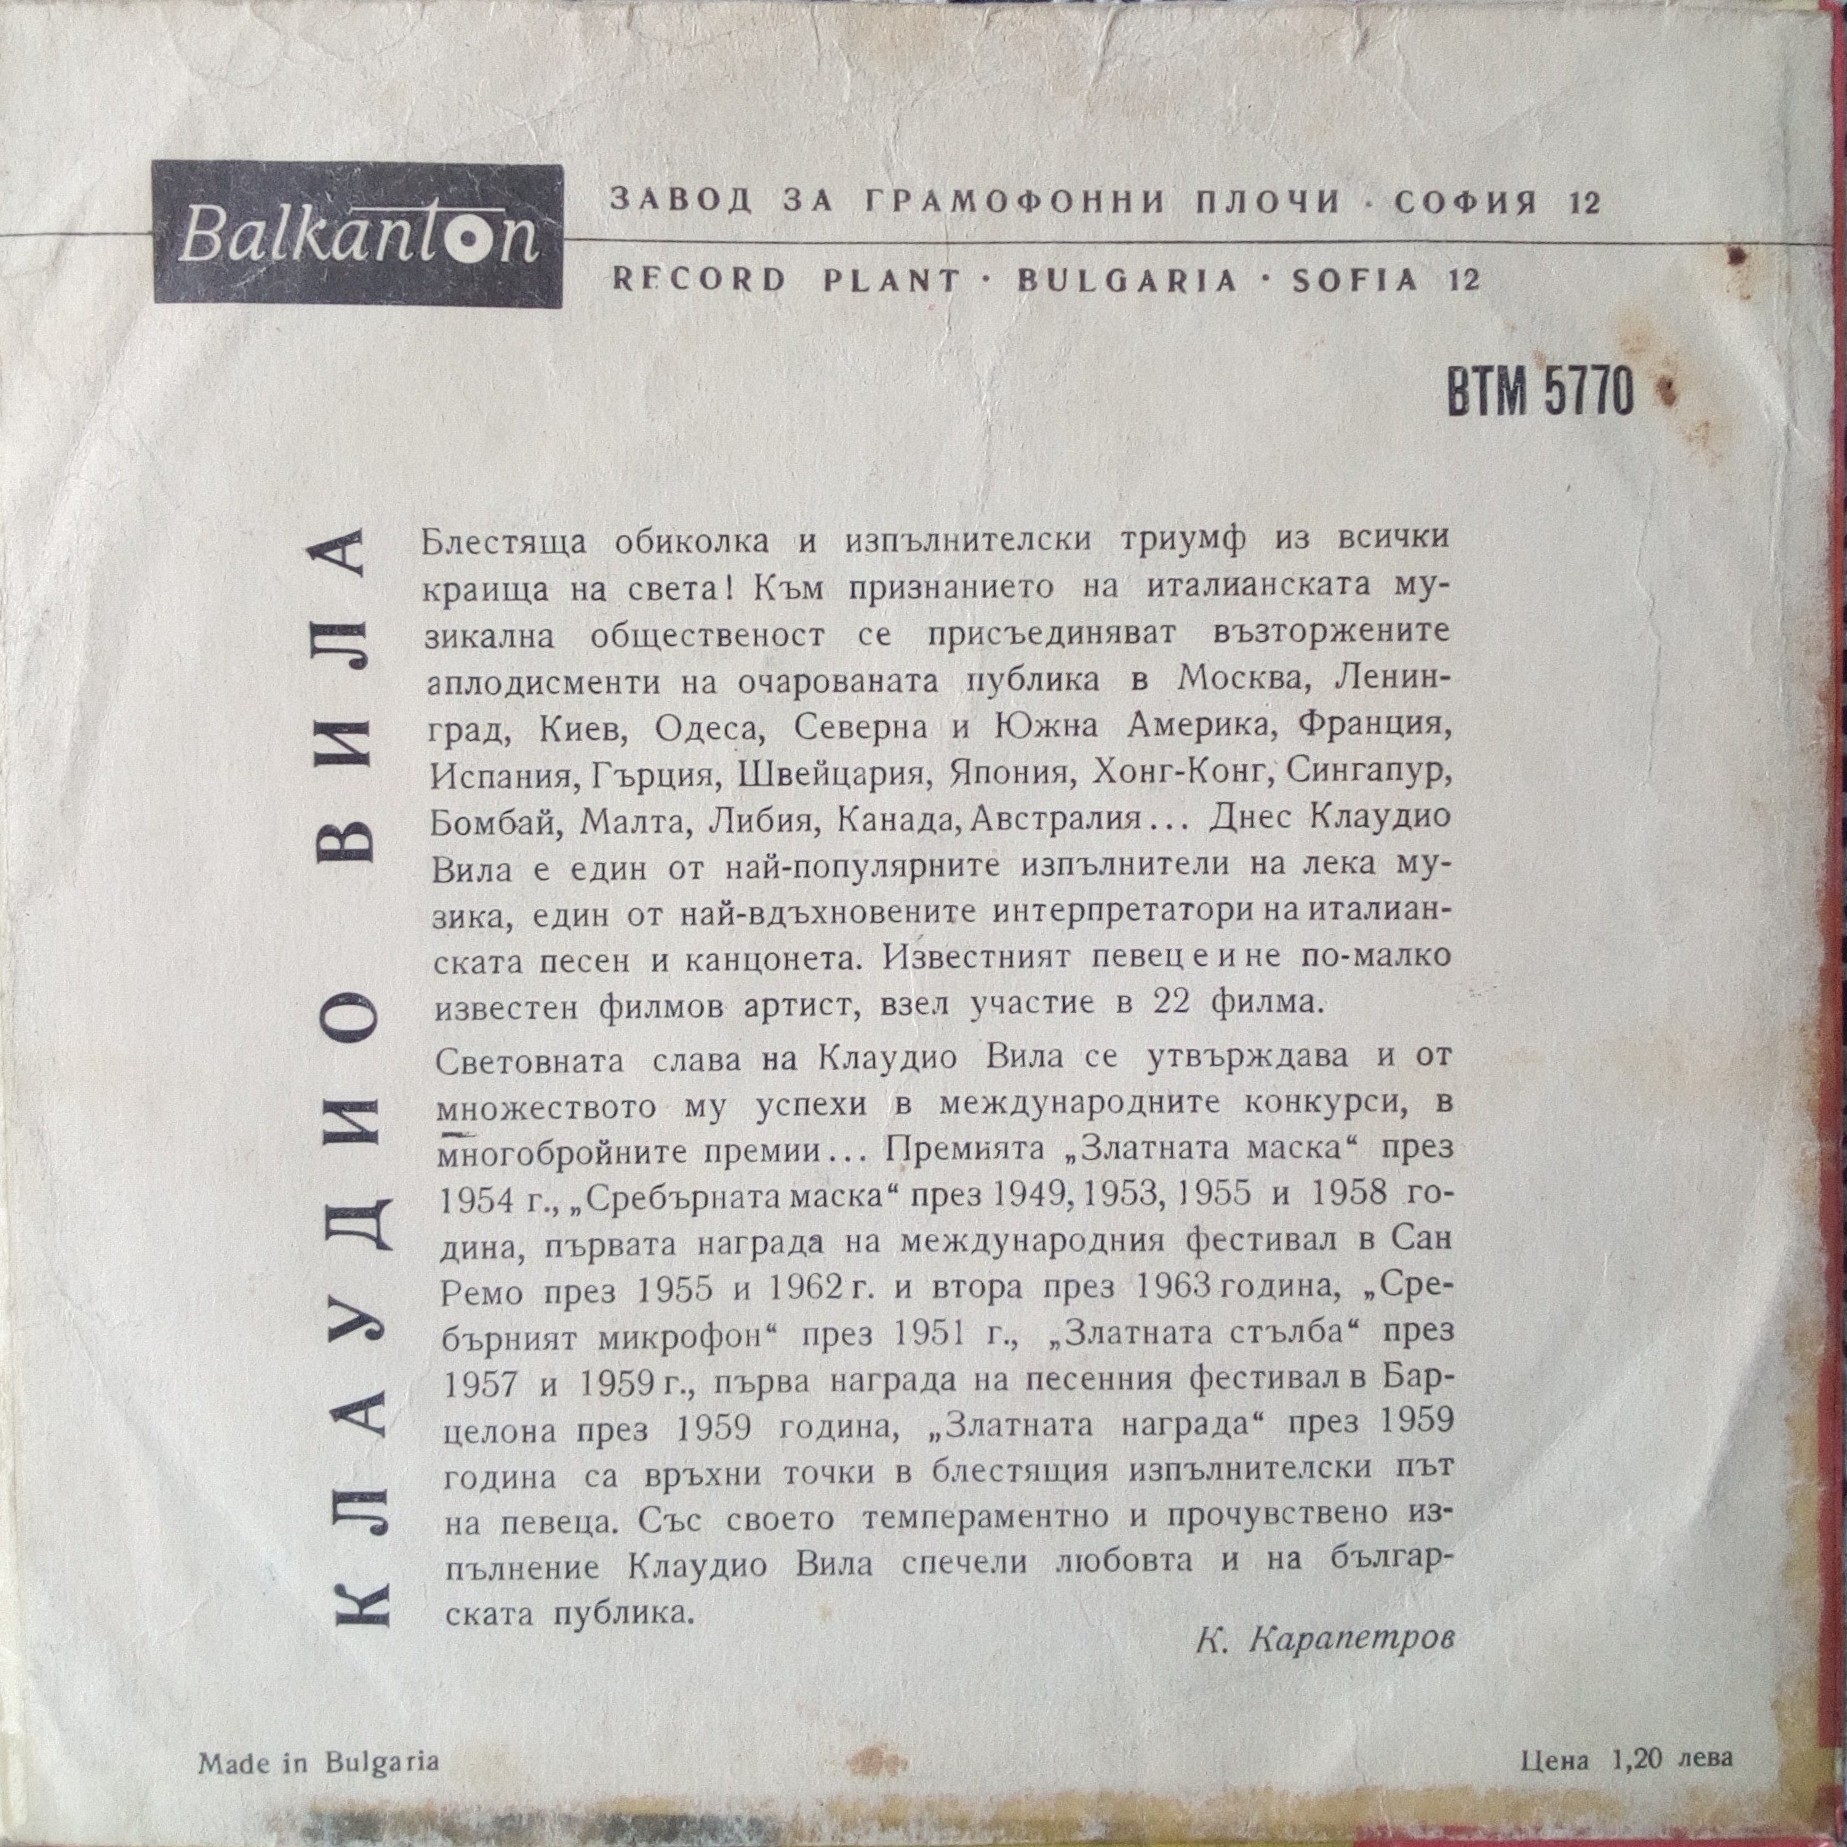 Balkanton
ЗАВОД ЗА ГРАМОФОННИ ПЛОЧИ · СОФИЯ 12
RECORD PLANT · BULGARIA · SOFIA 12
ВТМ 5770
КЛАУДИО ВИЛА
Блестяща обиколка и изпълнителски триумф из всички
краища на света! Към признанието на италианската му-
зикална общественост се присъединяват възторжените
аплодисменти на очарованата публика в Москва, Ленин-
град, Киев, Одеса, Северна и Южна Америка, Франция,
Испания, Гърция, Швейцария, Япония, Хонг-Конг, Сингапур,
Бомбай, Малта, Либия, Канада, Австралия... Днес Клаудио
Вила е един от най-популярните изпълнители на лека му-
зика, един от най-вдъхновените интерпретатори на италиан-
ската песен и канцонета. Известният певец е и не по-малко
известен филмов артист, взел участие в 22 филма.
Световната слава на Клаудио Вила се утвърждава и от
множеството му успехи в международните конкурси, в
многобройните премии... Премията „Златната маска“ през
1954 г., „Сребърната маска“ през 1949, 1953, 1955 и 1958 го-
дина, първата награда на международния фестивал в Сан
Ремо през 1955 и 1962 г. и втора през 1963 година, „Сре-
бърният микрофон“ през 1951 г., „Златната стълба“ през
1957 и 1959 г., първа награда на песенния фестивал в Бар-
целона през 1959 година, „Златната награда“ през 1959
година са връхни точки в блестящия изпълнителски път
на певеца. Със своето темпераментно и прочувствено из-
пълнение Клаудио Вила спечели любовта и на българ-
ската публика.
К. Карапетров
Made in Bulgaria
Цена 1,20 лева